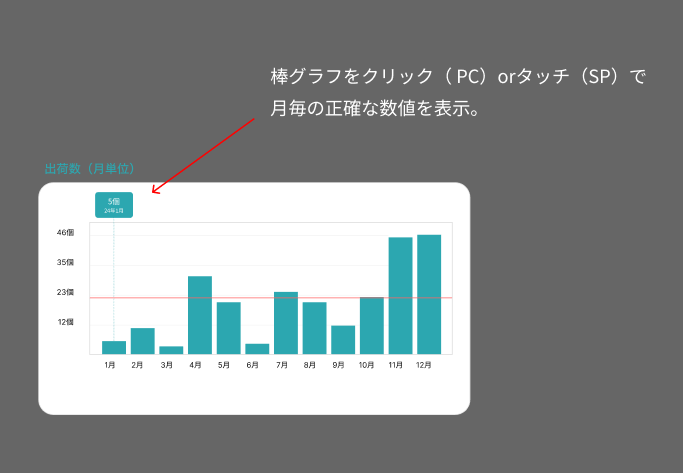 棒グラフをクリック（ PC）orタッチ（SP）で
月毎の正確な数値を表示。
出荷数（月単位）
5個
24年1月
46個
35個
23個
12個
1月 2月 3月 4月 5月 6月 7月 8月 9月 10月 11月 12月